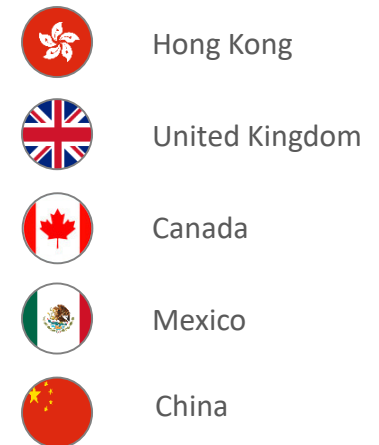 Hong Kong
United Kingdom
Canada
Mexico
China